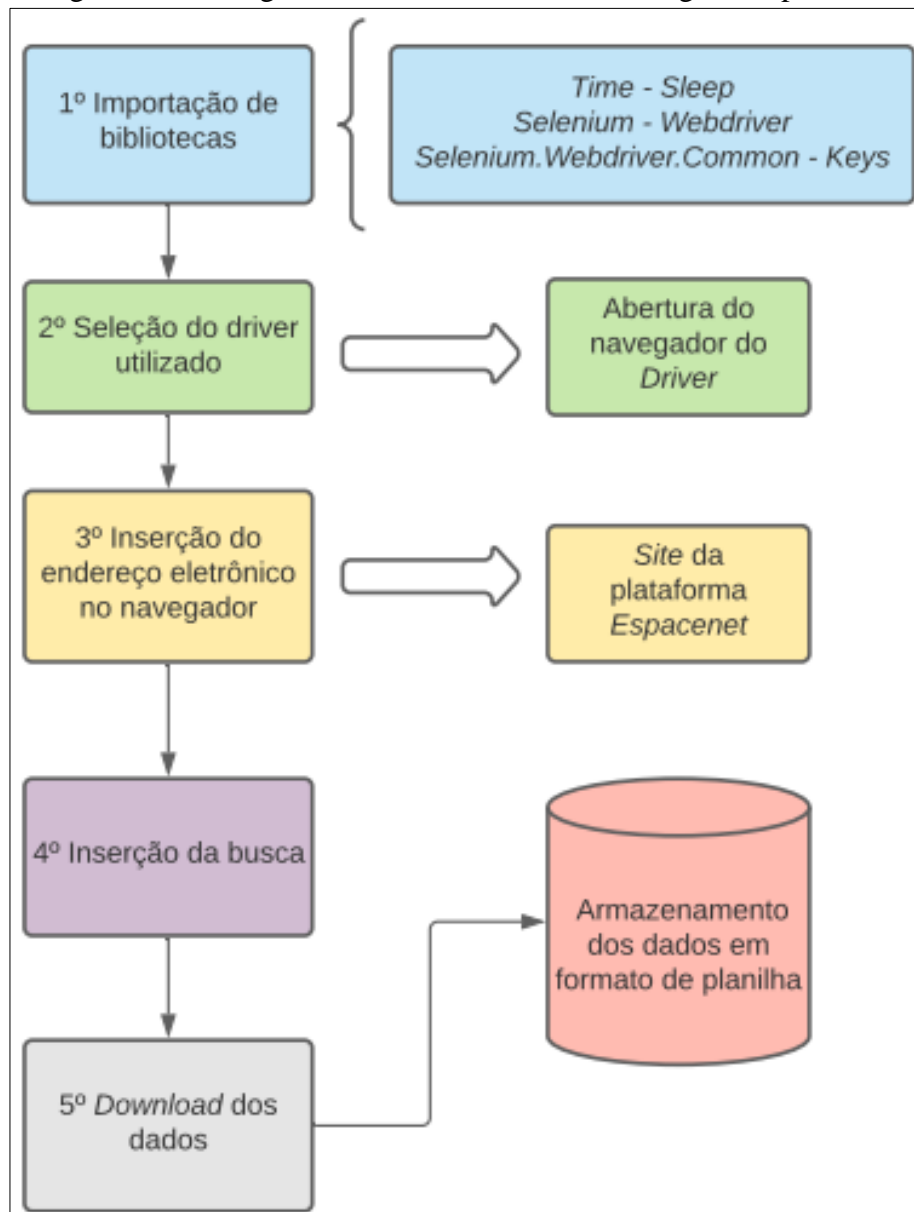 1º Importação de
bibliotecas
Time - Sleep
Selenium - Webdriver
Selenium.Webdriver.Common - Keys
2º Seleção do driver
utilizado
Abertura do
navegador do
Driver
3º Inserção do
endereço eletrônico
no navegador
Site da
plataforma
Espacenet
4º Inserção da busca
Armazenamento
dos dados em
formato de planilha
5º Download dos
dados